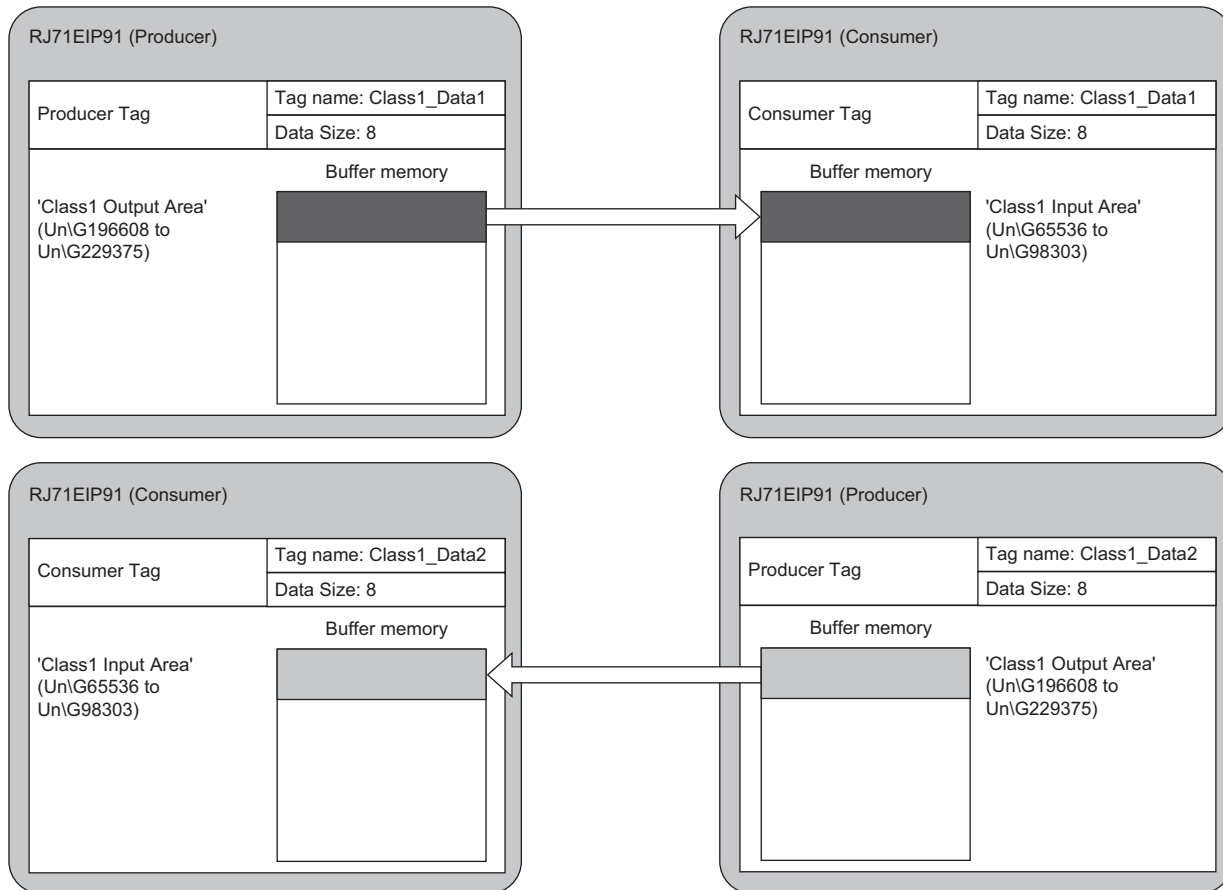 RJ71EIP91 (Producer)
Producer Tag
Tag name: Class1_Data1
Data Size: 8
Buffer memory
'Class1 Output Area'
(Un\G196608 to
Un\G229375)
RJ71EIP91 (Consumer)
Consumer Tag
Tag name: Class1_Data1
Data Size: 8
Buffer memory
'Class1 Input Area'
(Un\G65536 to
Un\G98303)
RJ71EIP91 (Consumer)
Consumer Tag
Tag name: Class1_Data2
Data Size: 8
Buffer memory
'Class1 Input Area'
(Un\G65536 to
Un\G98303)
RJ71EIP91 (Producer)
Producer Tag
Tag name: Class1_Data2
Data Size: 8
Buffer memory
'Class1 Output Area'
(Un\G196608 to
Un\G229375)